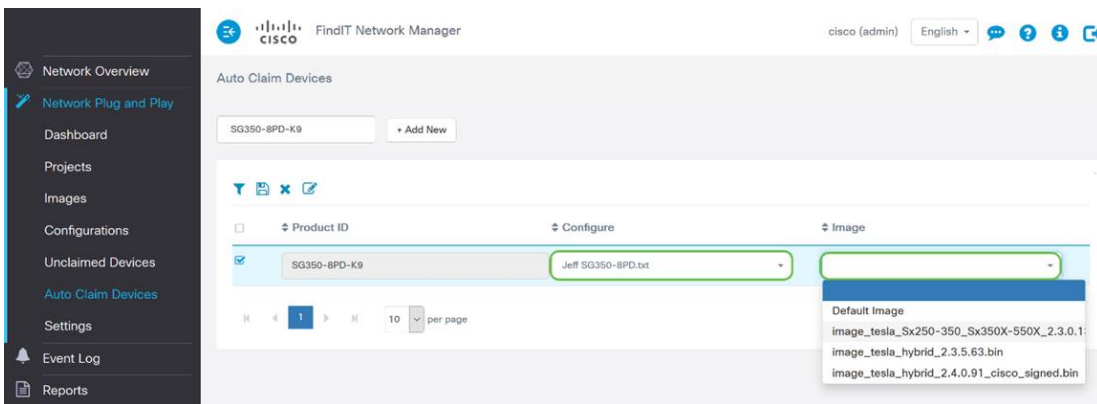 CISCO FindIT Network Manager
cisco (admin) English
Network Overview
Network Plug and Play
Dashboard
Projects
Images
Configurations
Unclaimed Devices
Auto Claim Devices
Settings
Event Log
Reports
Auto Claim Devices
SG350-8PD-K9 + Add New
Product ID Configure Image
SG350-8PD-K9 Jeff SG350-8PD.txt
Default Image
image_tesla_Sx250-350_Sx350X-550X_2.3.0.1
image_tesla_hybrid_2.3.5.63.bin
image_tesla_hybrid_2.4.0.91_cisco_signed.bin
1 10 per page